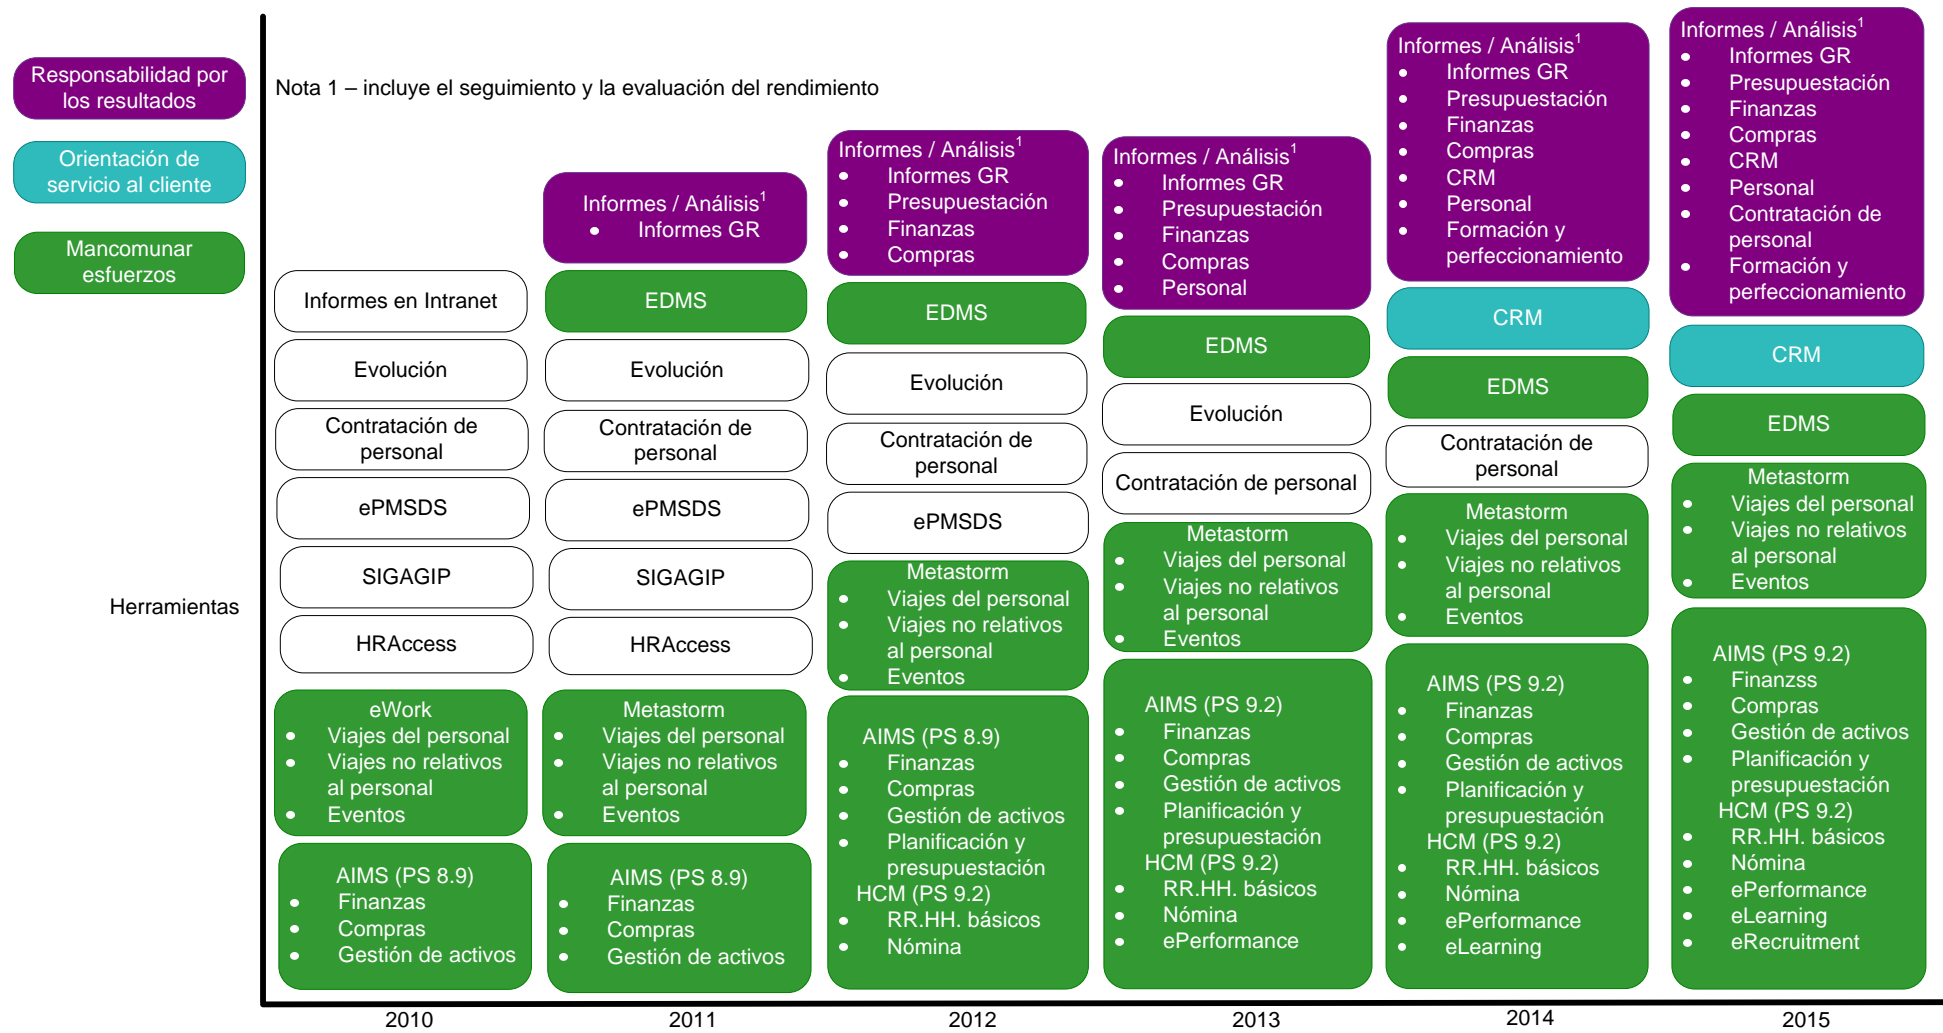 Responsabilidad por
los resultados
Orientación de
servicio al cliente
Mancomunar
esfuerzos
Herramientas
Nota 1 – incluye el seguimiento y la evaluación del rendimiento
Informes en Intranet
Evolución
Contratación de
personal
ePMSDS
SIGAGIP
HRAccess
eWork
• Viajes del personal
• Viajes no relativos
al personal
• Eventos
AIMS (PS 8.9)
• Finanzas
• Compras
• Gestión de activos
2010
Informes / Análisis1
• Informes GR
EDMS
Evolución
Contratación de
personal
ePMSDS
SIGAGIP
HRAccess
Metastorm
• Viajes del personal
• Viajes no relativos
al personal
• Eventos
AIMS (PS 8.9)
• Finanzas
• Compras
• Gestión de activos
2011
Informes / Análisis1
• Informes GR
• Presupuestación
• Finanzas
• Compras
EDMS
Evolución
Contratación de
personal
ePMSDS
Metastorm
• Viajes del personal
• Viajes no relativos
al personal
• Eventos
AIMS (PS 8.9)
• Finanzas
• Compras
• Gestión de activos
• Planificación y
presupuestación
HCM (PS 9.2)
• RR.HH. básicos
• Nómina
2012
Informes / Análisis1
• Informes GR
• Presupuestación
• Finanzas
• Compras
• Personal
EDMS
Evolución
Contratación de personal
Metastorm
• Viajes del personal
• Viajes no relativos
al personal
• Eventos
AIMS (PS 9.2)
• Finanzas
• Compras
• Gestión de activos
• Planificación y
presupuestación
HCM (PS 9.2)
• RR.HH. básicos
• Nómina
• ePerformance
2013
Informes / Análisis1
• Informes GR
• Presupuestación
• Finanzas
• Compras
• CRM
• Personal
• Formación y
perfeccionamiento
CRM
EDMS
Contratación de
personal
Metastorm
• Viajes del personal
• Viajes no relativos
al personal
• Eventos
AIMS (PS 9.2)
• Finanzas
• Compras
• Gestión de activos
• Planificación y
presupuestación
HCM (PS 9.2)
• RR.HH. básicos
• Nómina
• ePerformance
• eLearning
2014
Informes / Análisis1
• Informes GR
• Presupuestación
• Finanzas
• Compras
• CRM
• Personal
• Contratación de
personal
• Formación y
perfeccionamiento
CRM
EDMS
Metastorm
• Viajes del personal
• Viajes no relativos
al personal
• Eventos
AIMS (PS 9.2)
• Finanzss
• Compras
• Gestión de activos
• Planificación y
presupuestación
HCM (PS 9.2)
• RR.HH. básicos
• Nómina
• ePerformance
• eLearning
• eRecruitment
2015